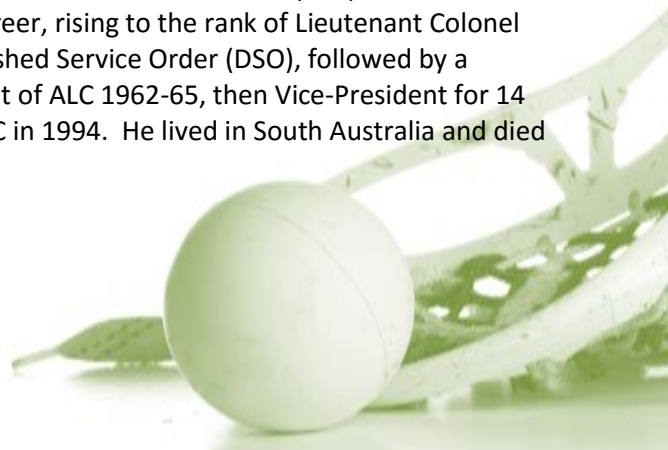 reer, rising to the rank of Lieutenant Colonel
shed Service Order (DSO), followed by a
t of ALC 1962-65, then Vice-President for 14
C in 1994.  He lived in South Australia and died